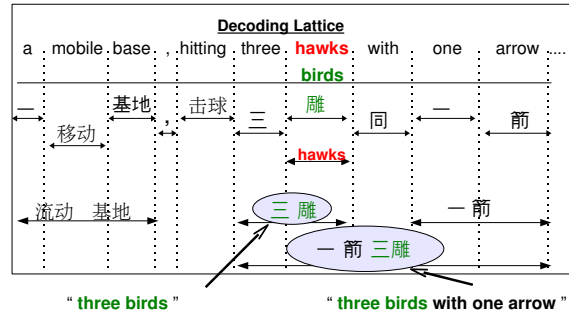 Decoding Lattice
a mobile base , hitting three hawks with one arrow ....
birds
一 移动 基地 , 击球 三 雕 同 一 箭
hawks
流动 基地 三 雕 一 箭
一 箭 三雕
“ three birds ” “ three birds with one arrow ”